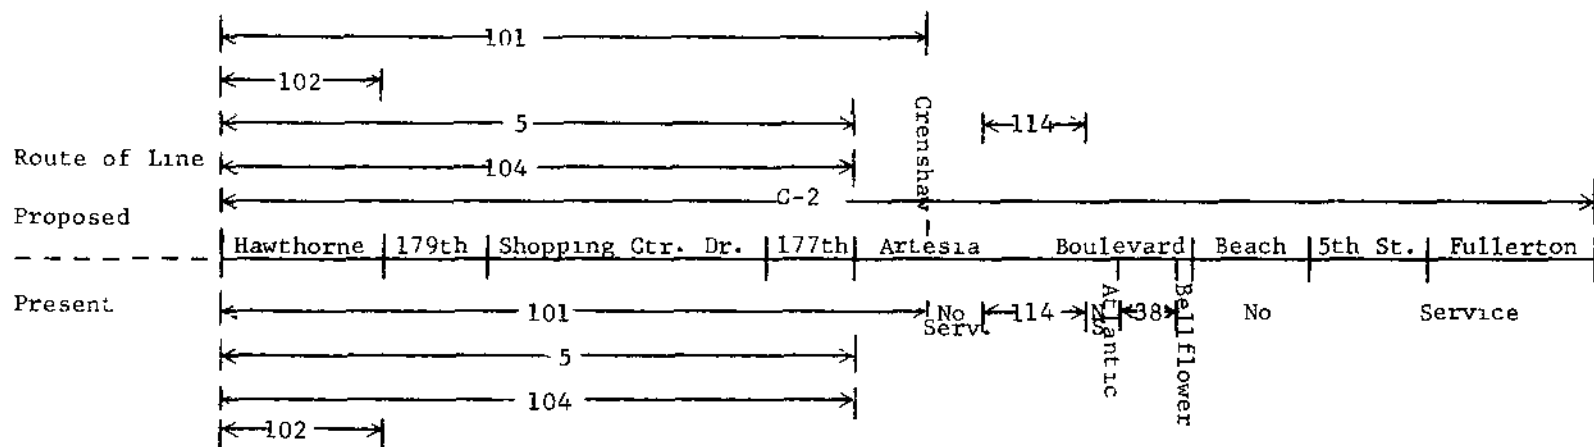 101
102
5
114
Crenshaw
Route of Line
104
C-2
Proposed
Hawthorne 179th Shopping Ctr. Dr. 177th Artesia Boulevard Beach 5th St. Fullerton
Present
101 No Serv. 114 NS 38 No Service
Atlantic
Bellflower
5
104
102